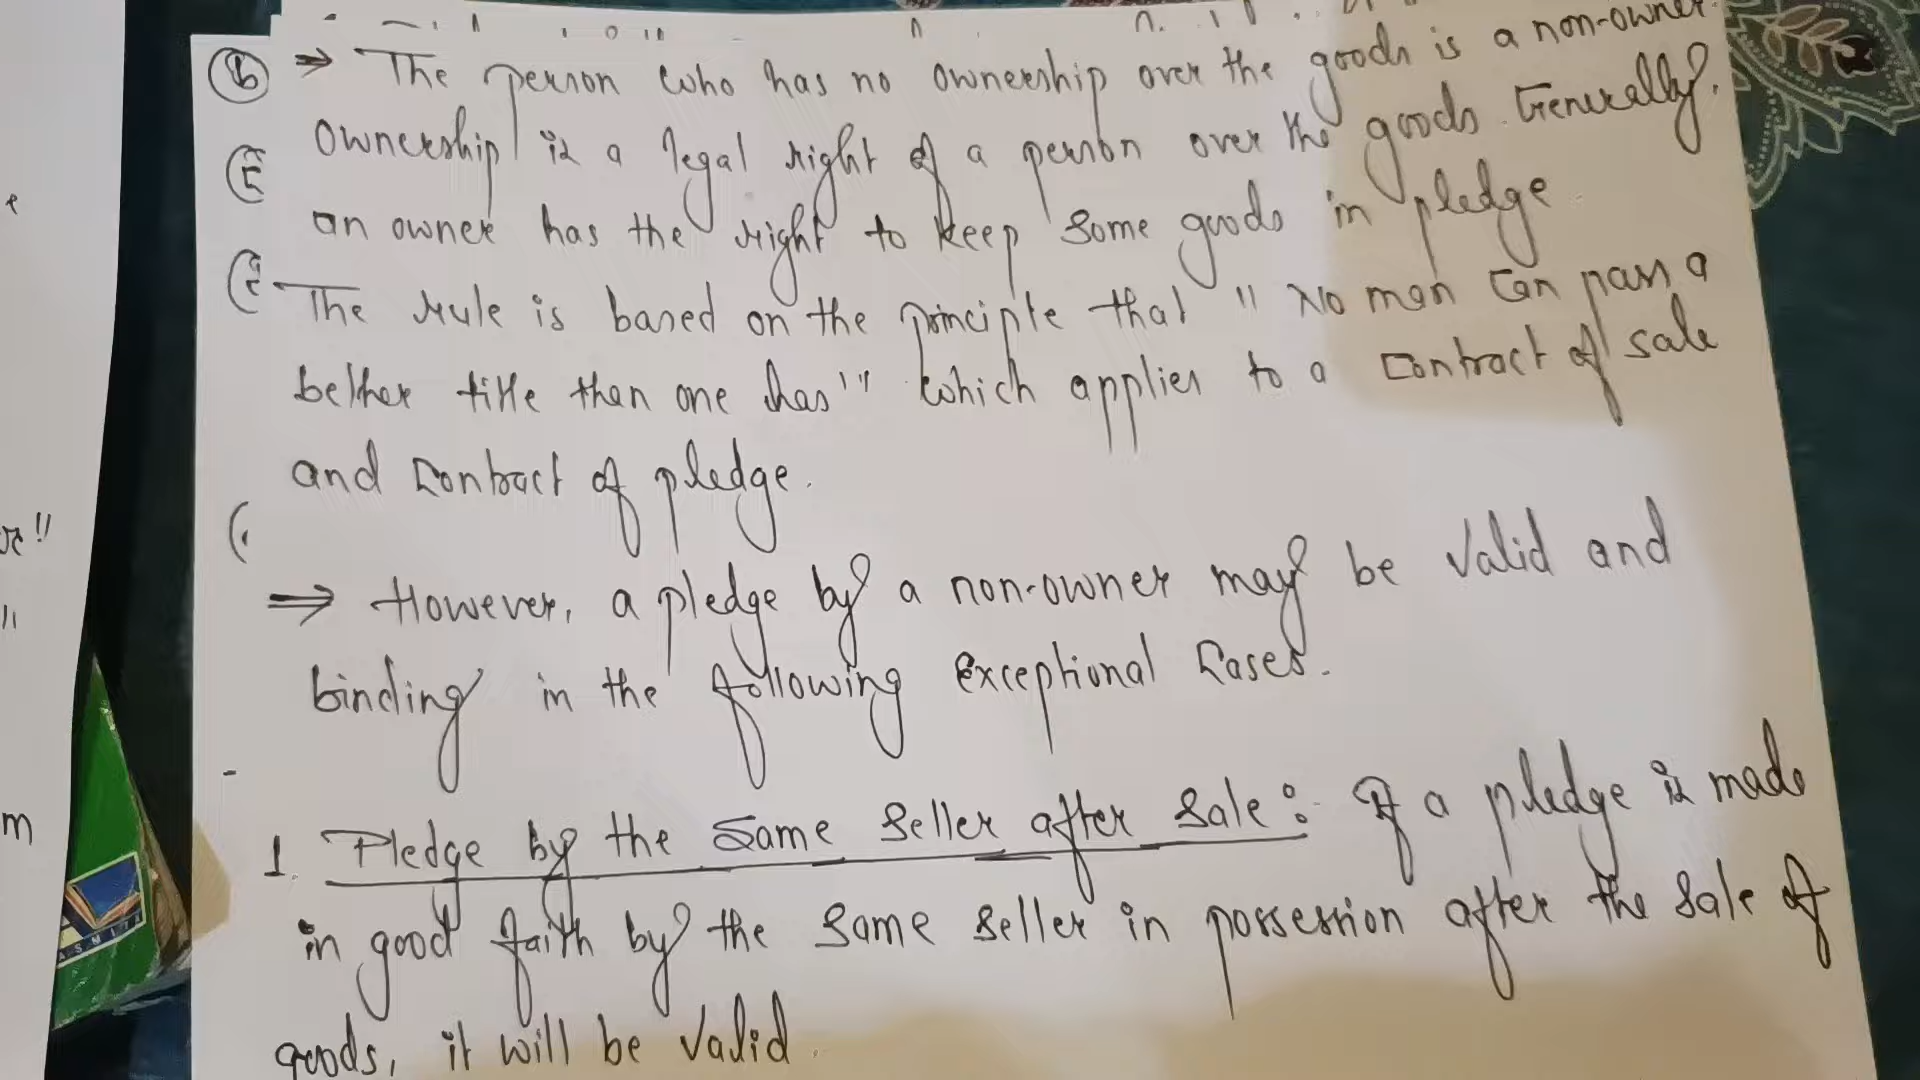 (b) ⇒ The person who has no ownership over the goods is a non-owner.
Ownership is a legal right of a person over the goods. Generally,
an owner has the right to keep some goods in pledge
The rule is based on the principle that "No man can pass a
belther title than one has" which applies to a contract of sale
and contract of pledge.
⇒ However, a pledge by a non-owner may be valid and
binding in the following exceptional cases.
1. Pledge by the same seller after sale: If a pledge is made
in good faith by the same seller in possession after the sale of
goods, it will be valid.
m